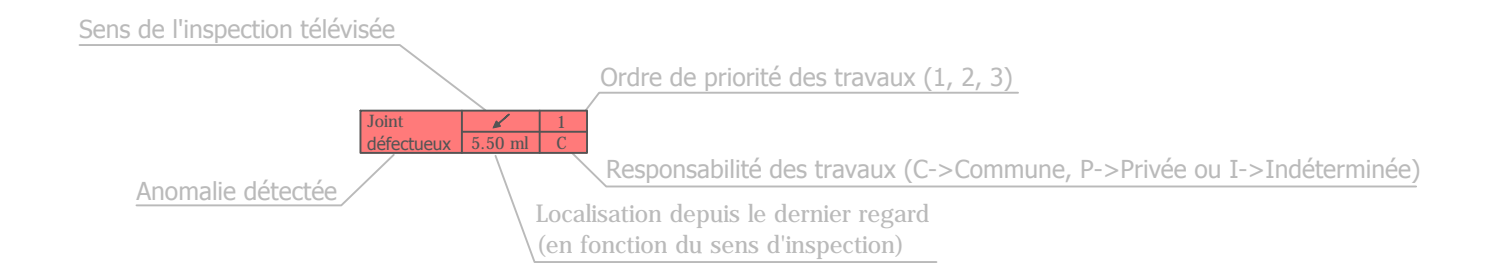 Sens de l'inspection télévisée
Ordre de priorité des travaux (1, 2, 3)
Joint
défectueux
1
5.50 ml
C
Responsabilité des travaux (C->Commune, P->Privée ou I->Indéterminée)
Anomalie détectée
Localisation depuis le dernier regard
(en fonction du sens d'inspection)